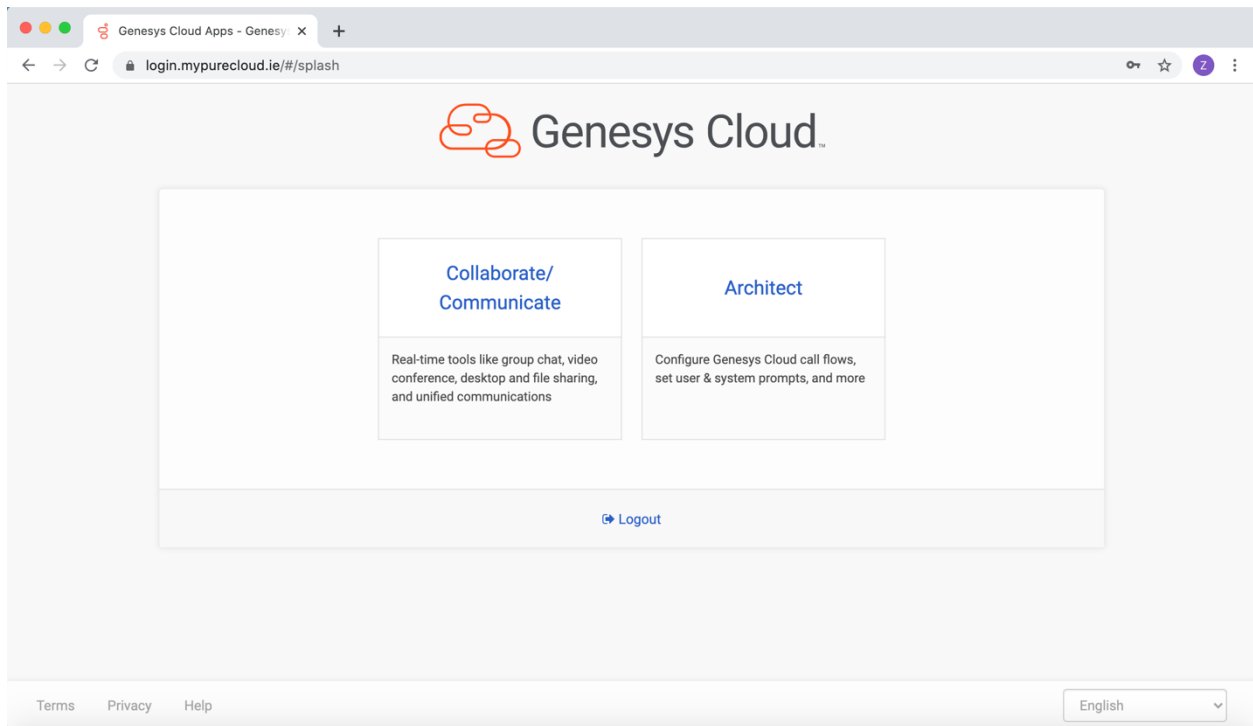 Genesys Cloud Apps - Genesy
login.mypurecloud.ie/#/splash
Z
Genesys Cloud™
Collaborate/
Communicate
Architect
Real-time tools like group chat, video
conference, desktop and file sharing,
and unified communications
Configure Genesys Cloud call flows,
set user & system prompts, and more
Logout
Terms Privacy Help
English